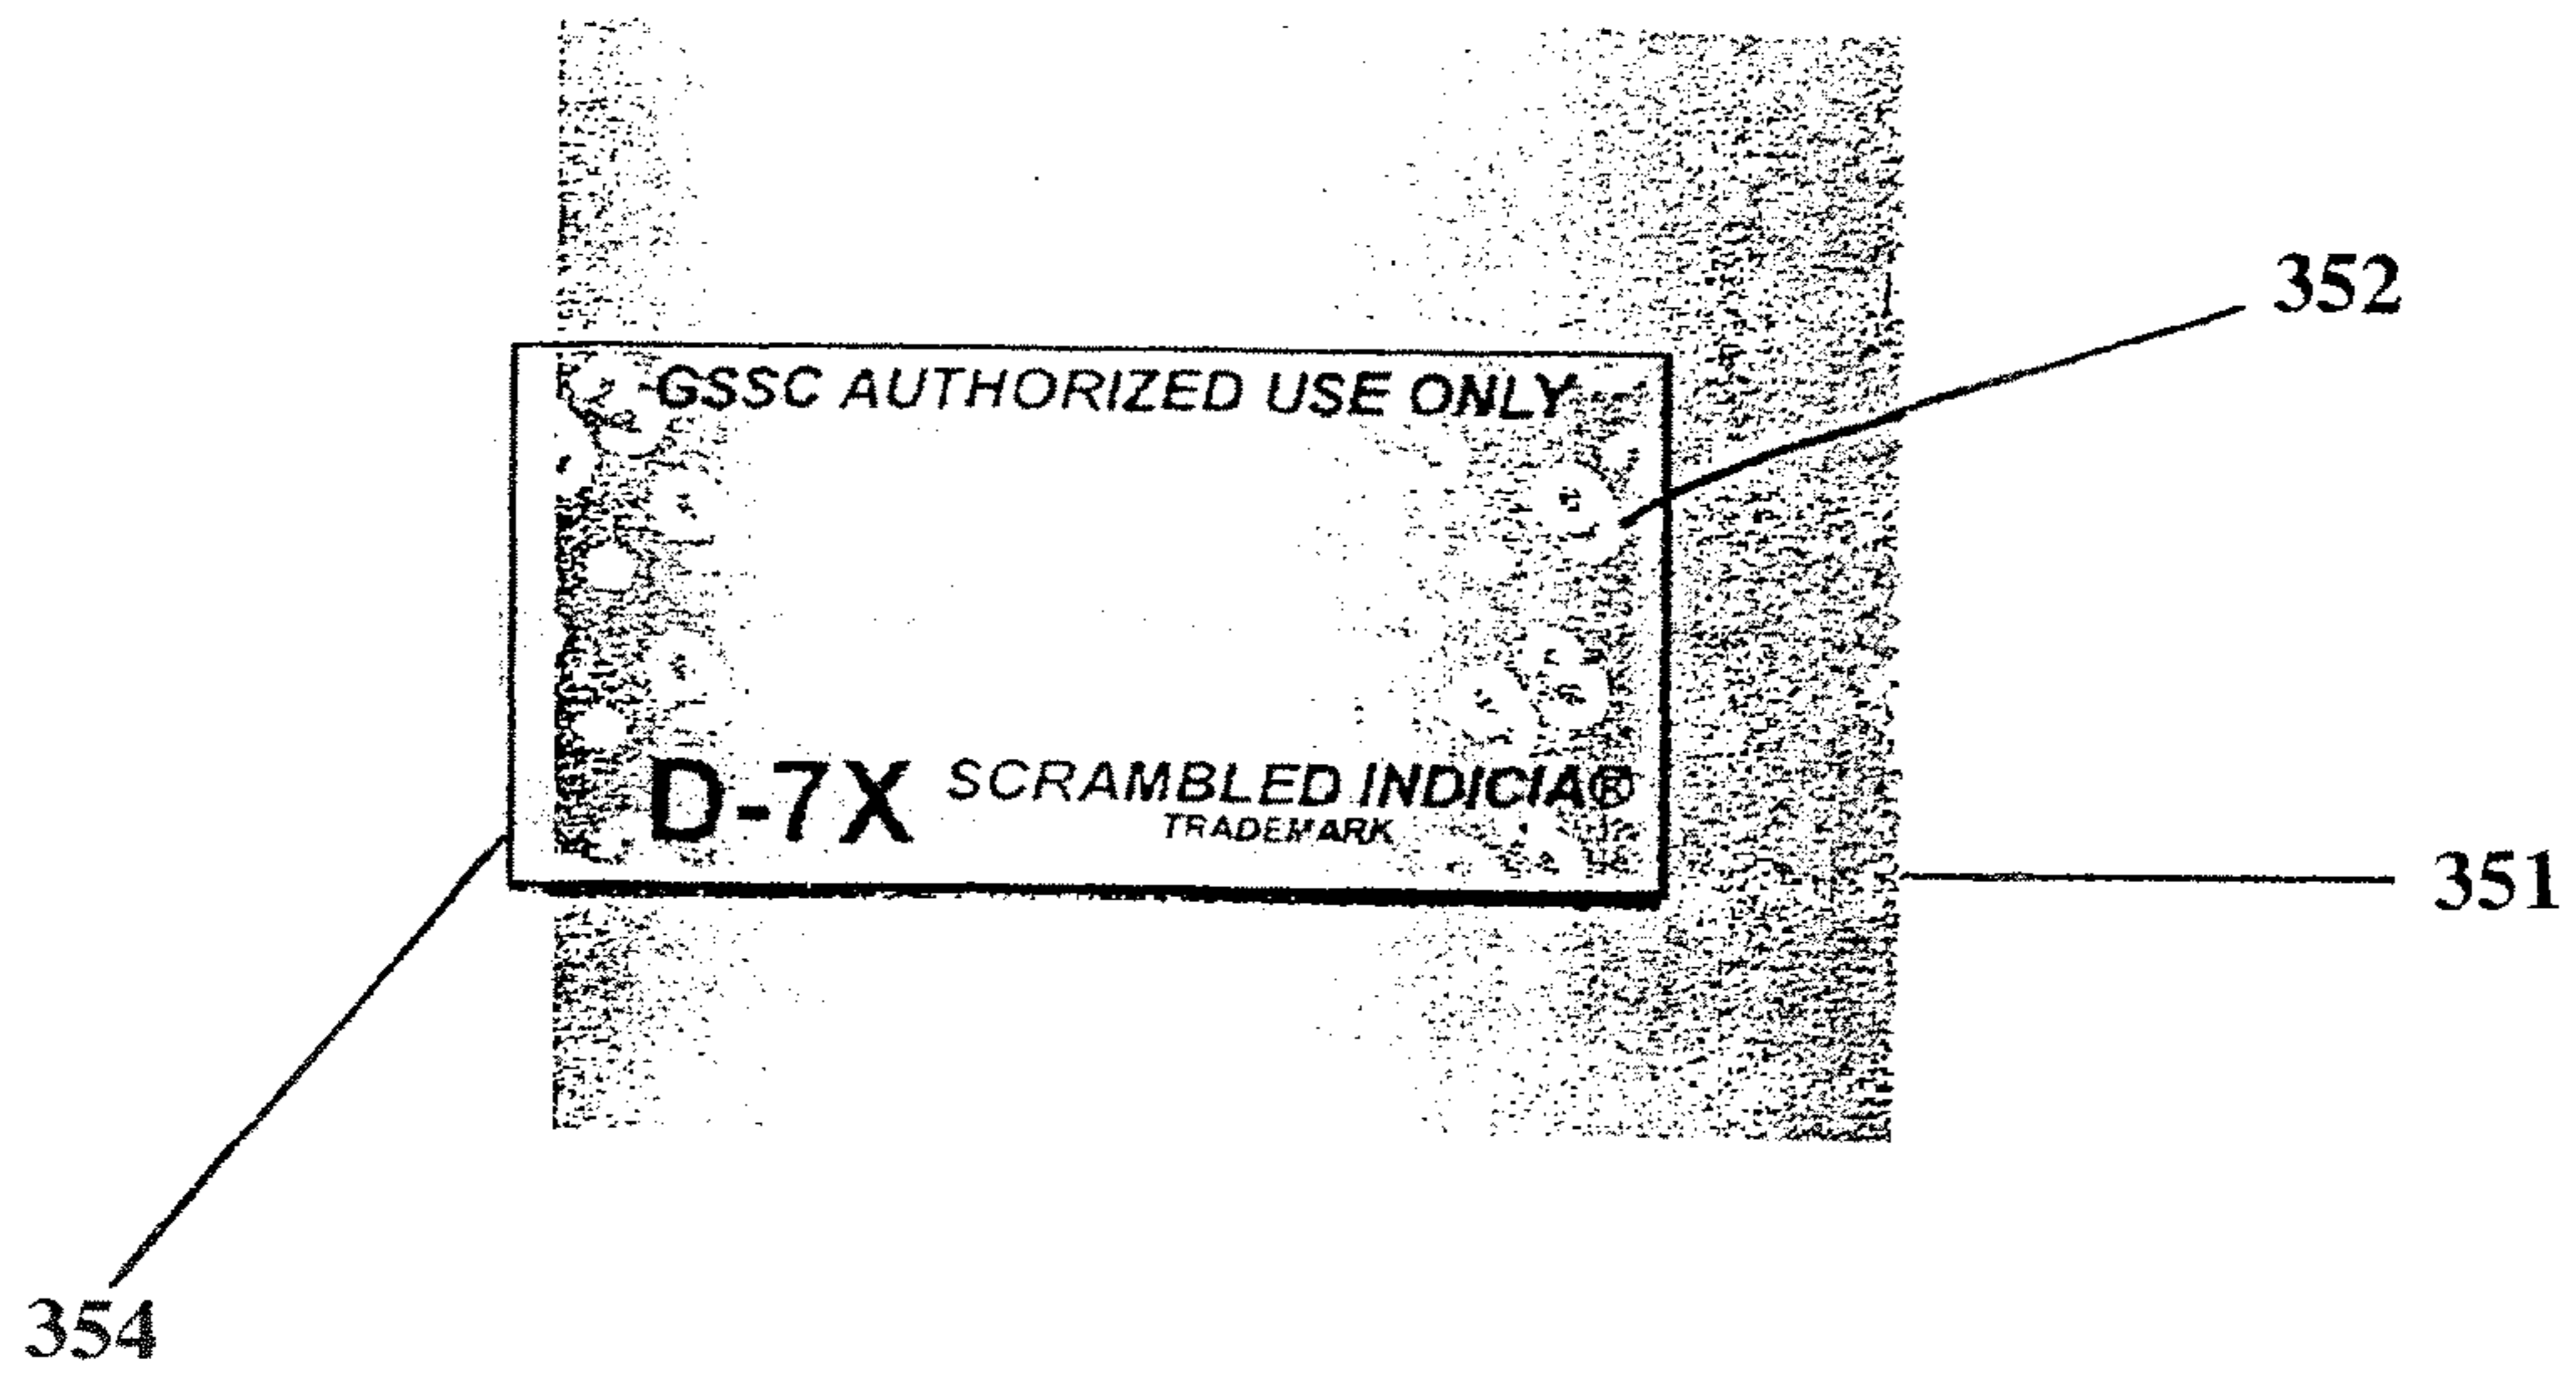 352
GSSC AUTHORIZED USE ONLY
D-7X SCRAMBLED INDICIA®
TRADEMARK
351
354